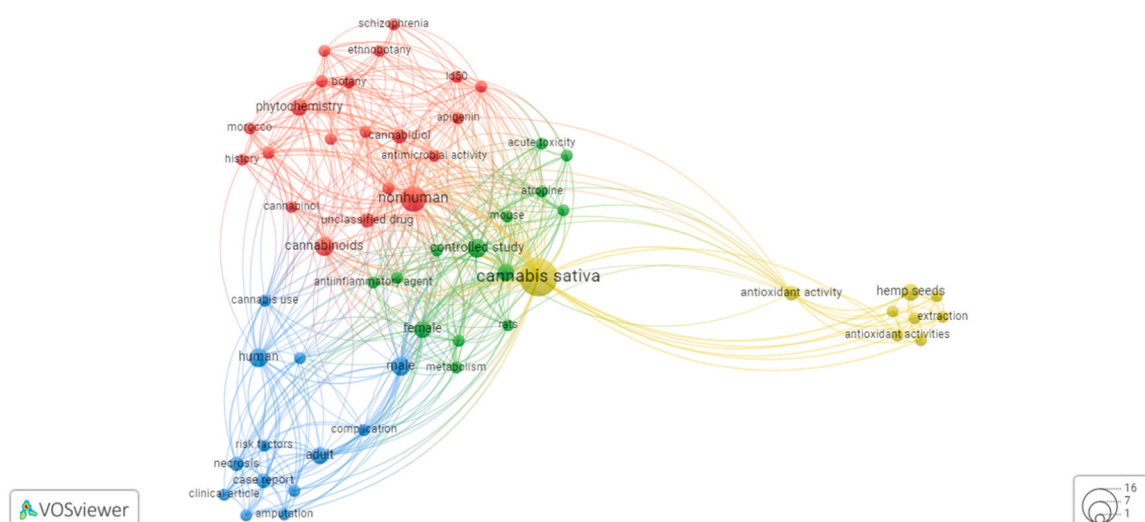 schizophrenia
ethnobotany
ld50
botany
phytochemistry
apigenin
morocco
cannabidiol
acute toxicity
history
antimicrobial activity
nonhuman
atropine
cannabinol
mouse
unclassified drug
cannabinoids
controlled study
cannabis sativa
antiinflammatory agent
antioxidant activity
hemp seeds
cannabis use
extraction
female
rats
antioxidant activities
human
male
metabolism
complication
risk factors
adult
necrosis
case report
clinical article
amputation
VOSviewer
16
7
1